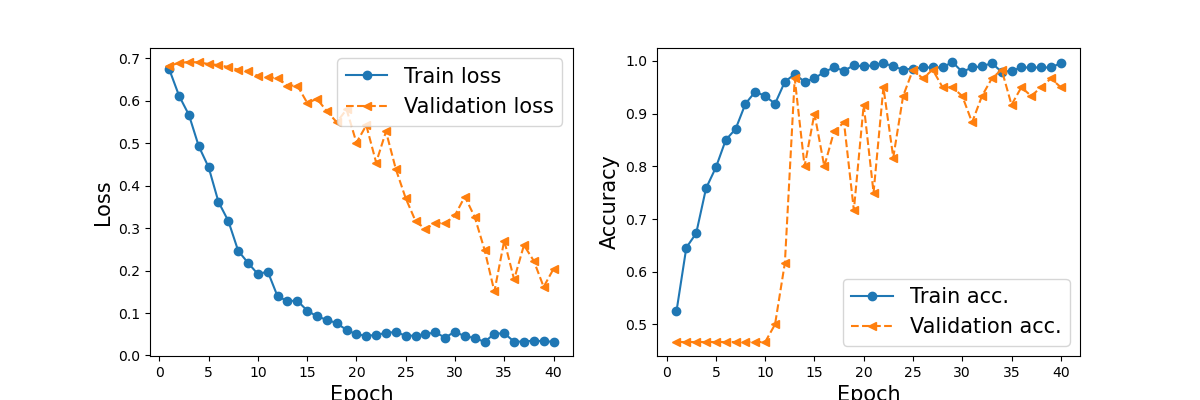 0.7
0.6
0.5
0.4
0.3
0.2
0.1
0.0
Loss
Train loss
Validation loss
0 5 10 15 20 25 30 35 40
Epoch
1.0
0.9
0.8
0.7
0.6
0.5
Accuracy
Train acc.
Validation acc.
0 5 10 15 20 25 30 35 40
Epoch